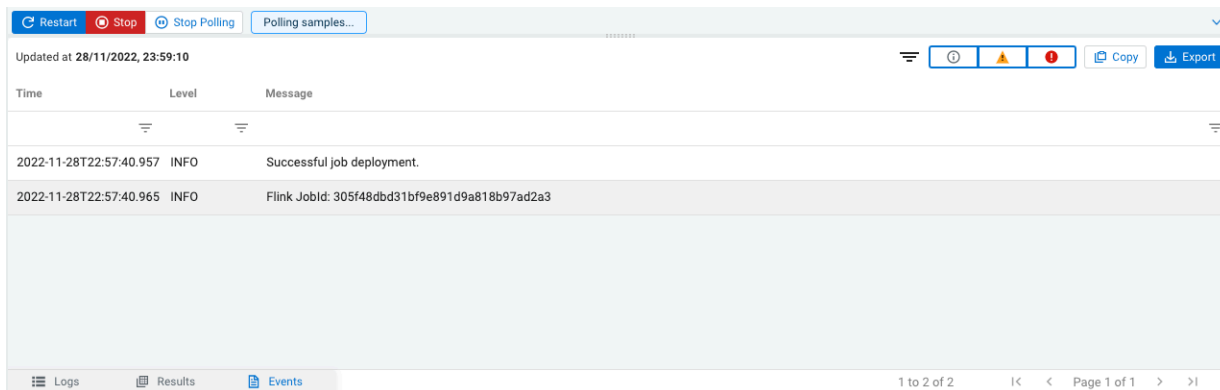 Restart Stop Stop Polling Polling samples...
Updated at 28/11/2022, 23:59:10 Copy Export
Time Level Message
2022-11-28T22:57:40.957 INFO Successful job deployment.
2022-11-28T22:57:40.965 INFO Flink JobId: 305f48dbd31bf9e891d9a818b97ad2a3
Logs Results Events 1 to 2 of 2 Page 1 of 1